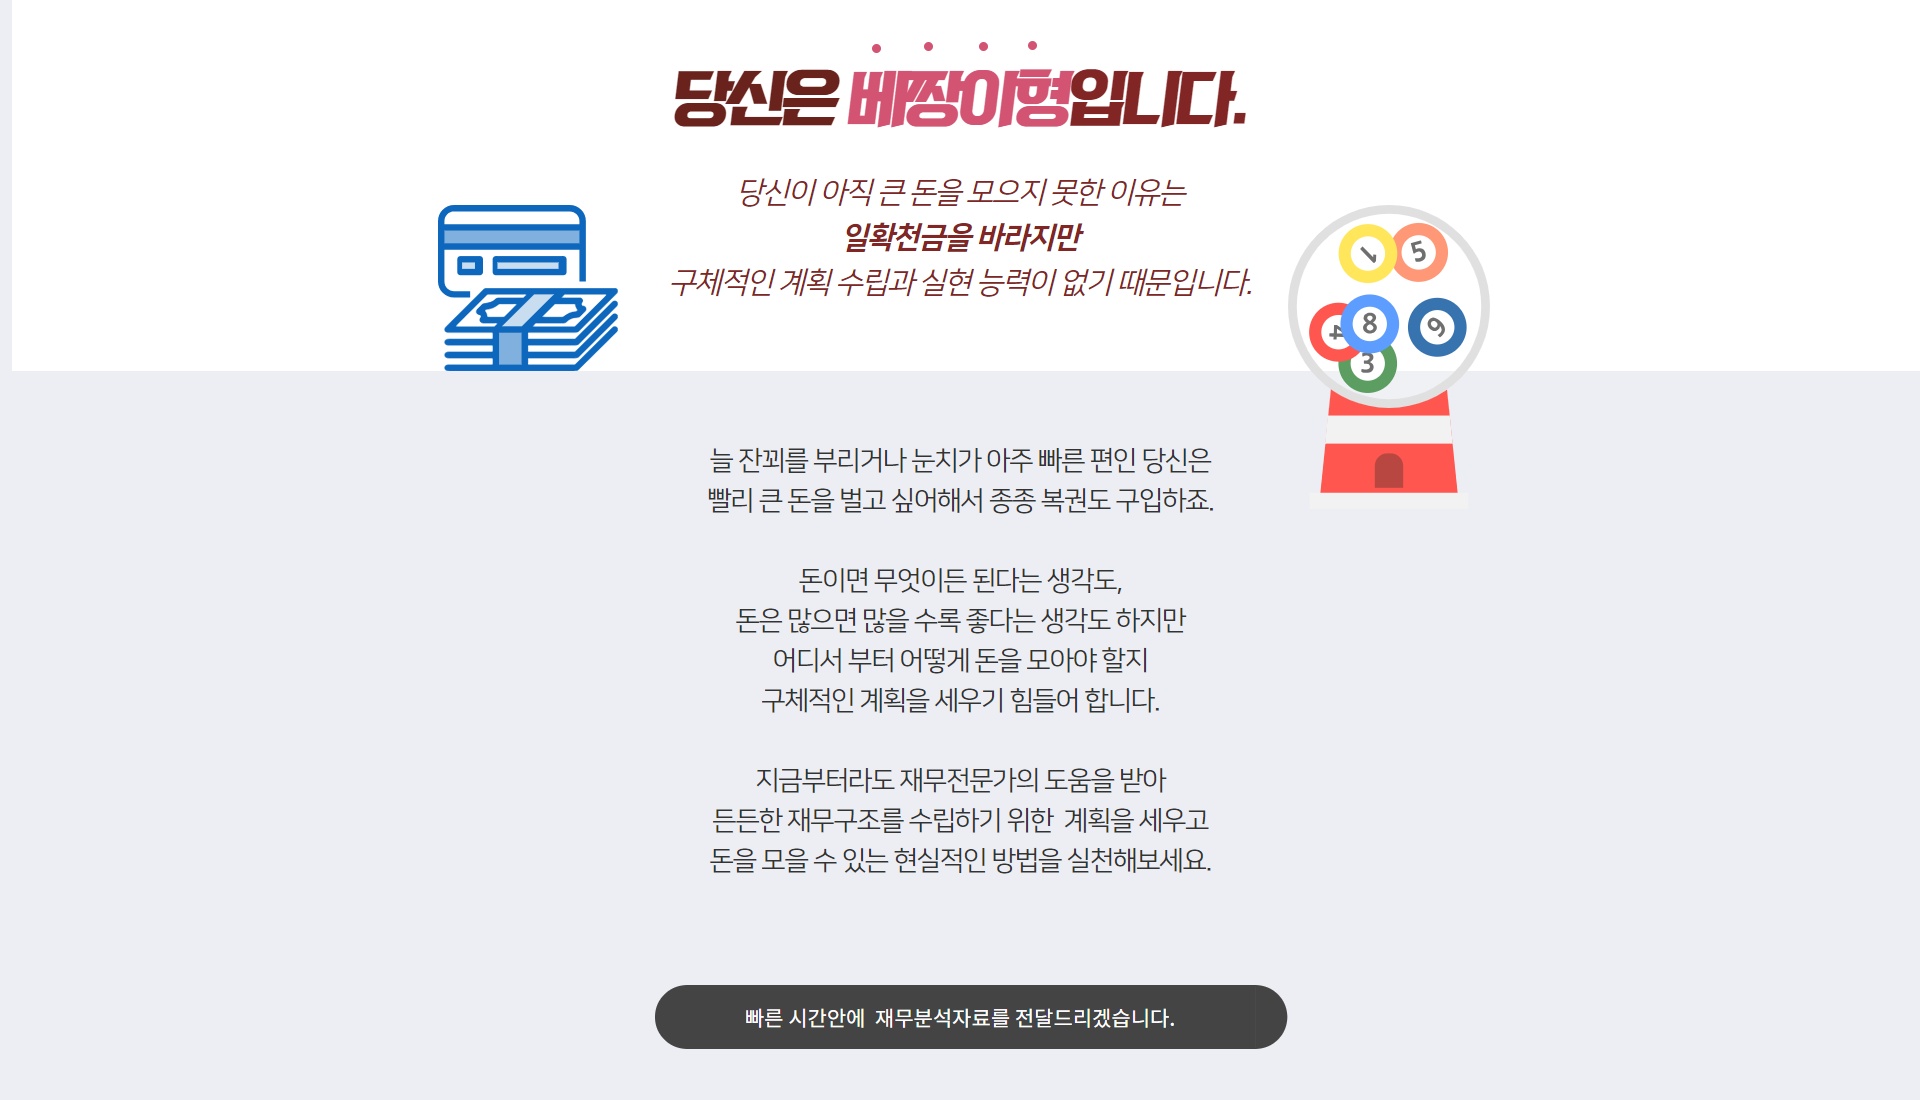 당신은 베짱이형입니다.
당신이 아직 큰 돈을 모으지 못한 이유는
일확천금을 바라지만
구체적인 계획 수립과 실현 능력이 없기 때문입니다.
1
5
4
8
9
3
늘 잔꾀를 부리거나 눈치가 아주 빠른 편인 당신은
빨리 큰 돈을 벌고 싶어해서 종종 복권도 구입하죠.
돈이면 무엇이든 된다는 생각도,
돈은 많으면 많을 수록 좋다는 생각도 하지만
어디서 부터 어떻게 돈을 모아야 할지
구체적인 계획을 세우기 힘들어 합니다.
지금부터라도 재무전문가의 도움을 받아
든든한 재무구조를 수립하기 위한  계획을 세우고
돈을 모을 수 있는 현실적인 방법을 실천해보세요.
빠른 시간안에  재무분석자료를 전달드리겠습니다.